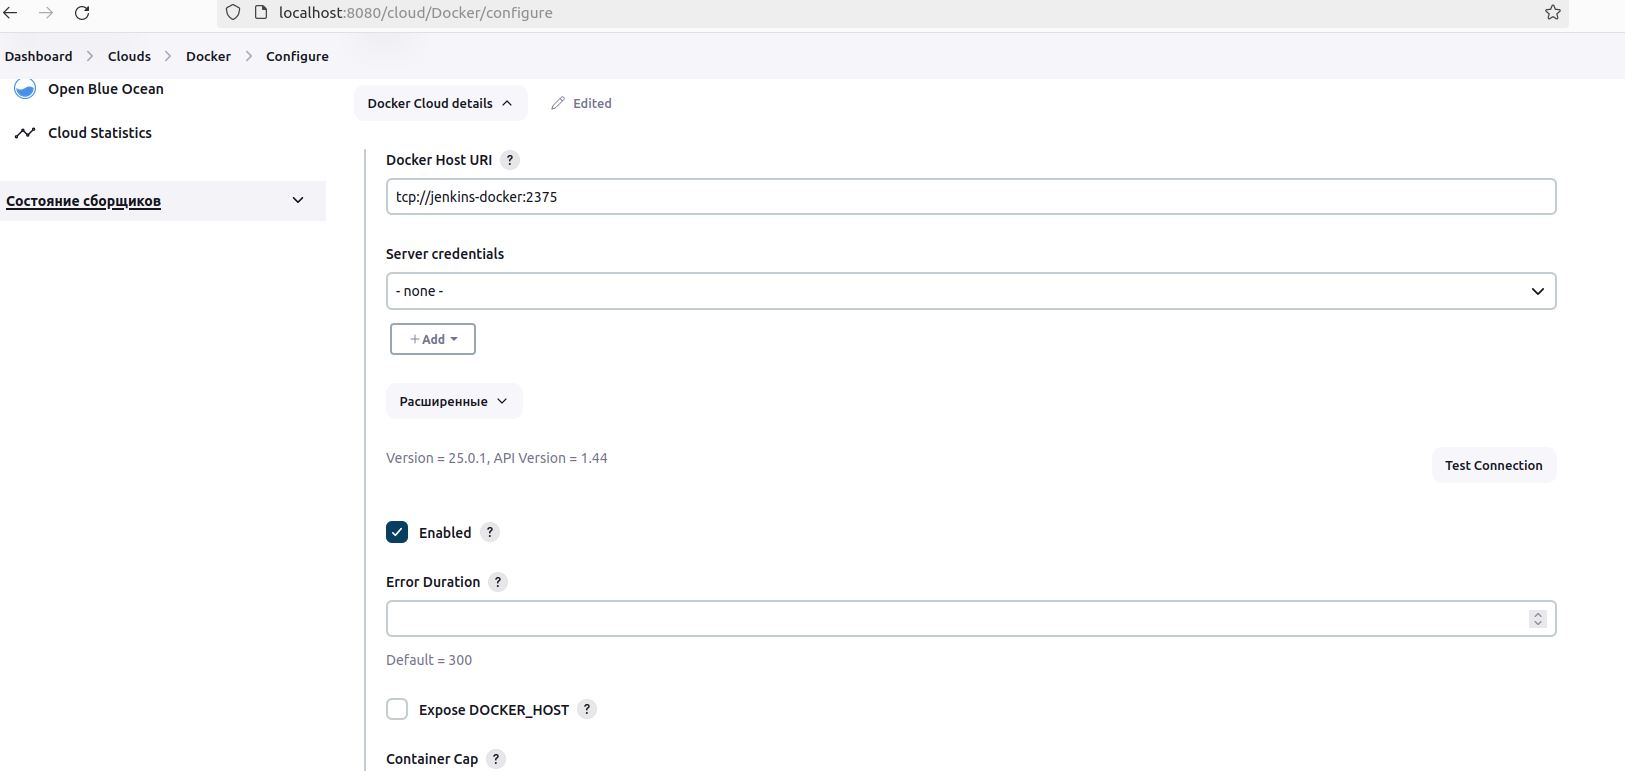 localhost:8080/cloud/Docker/configure
Dashboard > Clouds > Docker > Configure
Open Blue Ocean
Cloud Statistics
Состояние сборщиков
Docker Cloud details Edited
Docker Host URI ?
tcp://jenkins-docker:2375
Server credentials
- none -
+ Add
Расширенные
Version = 25.0.1, API Version = 1.44
Test Connection
Enabled ?
Error Duration ?
Default = 300
Expose DOCKER_HOST ?
Container Cap ?